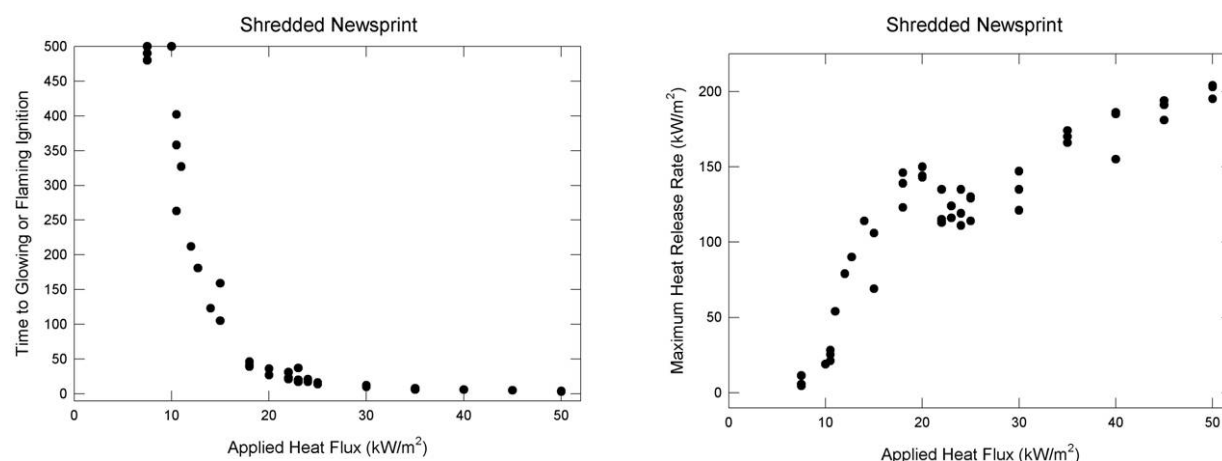 Shredded Newsprint
500
450
400
350
300
250
200
150
100
50
0
Time to Glowing or Flaming Ignition
0 10 20 30 40 50
Applied Heat Flux (kW/m²)
Shredded Newsprint
200
150
100
50
0
Maximum Heat Release Rate (kW/m²)
0 10 20 30 40 50
Applied Heat Flux (kW/m²)